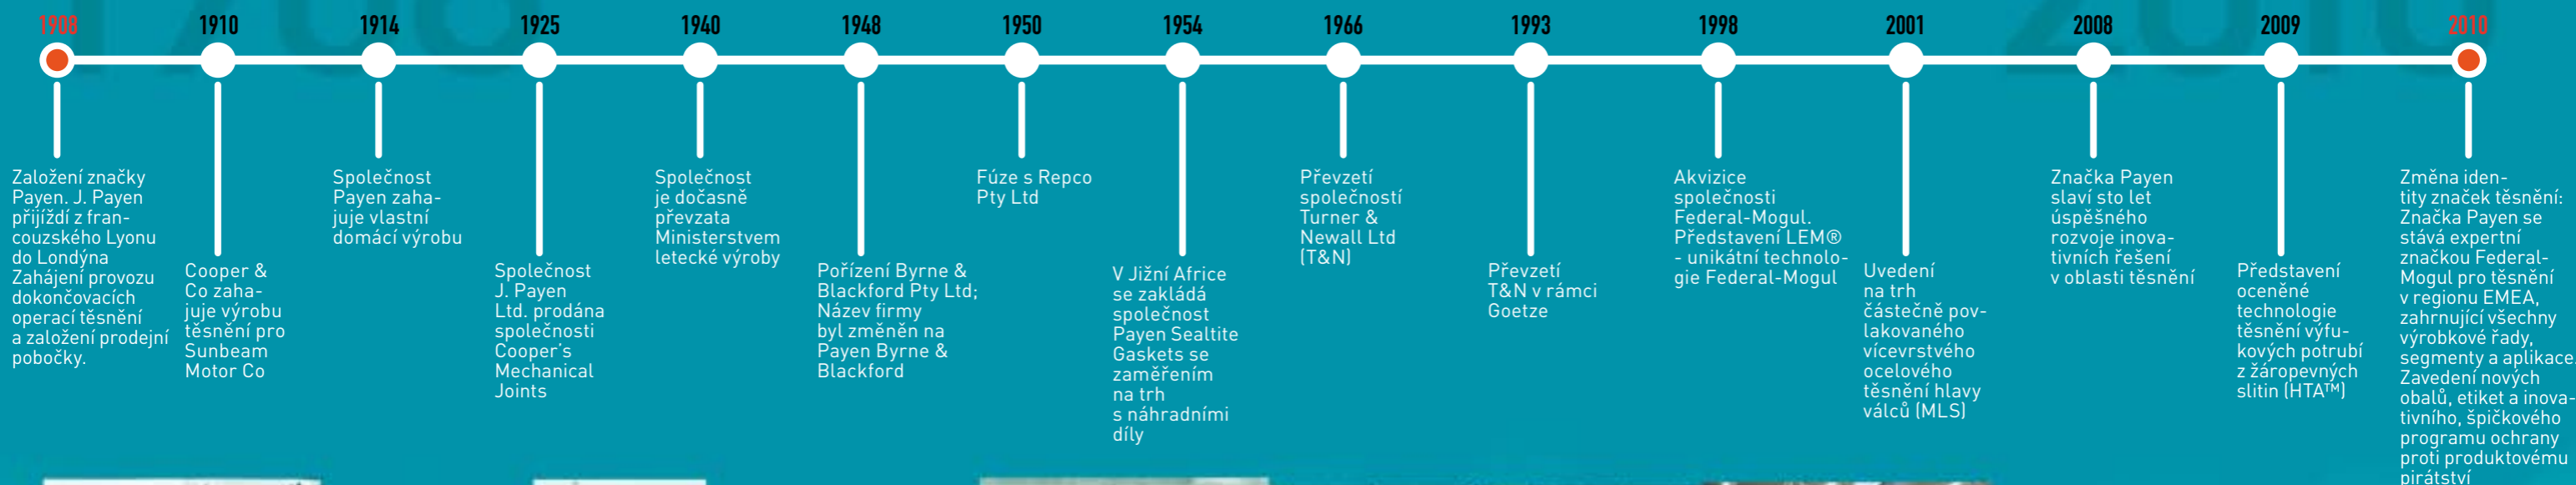 1908
Založení značky
Payen. J. Payen
přijíždí z fran-
couzského Lyonu
do Londýna
Zahájení provozu
dokončovacích
operací těsnění
a založení prodejní
pobočky.
1910
Cooper &
Co zaha-
juje výrobu
těsnění pro
Sunbeam
Motor Co
1914
Společnost
Payen zaha-
juje vlastní
domácí výrobu
1925
Společnost
J. Payen
Ltd. prodána
společnosti
Cooper's
Mechanical
Joints
1940
Společnost
je dočasně
převzata
Ministerstvem
letecké výroby
1948
Pořízení Byrne &
Blackford Pty Ltd;
Název firmy
byl změněn na
Payen Byrne &
Blackford
1950
Fúze s Repco
Pty Ltd
1954
V Jižní Africe
se zakládá
společnost
Payen Sealtite
Gaskets se
zaměřením
na trh
s náhradními
díly
1966
Převzetí
společností
Turner &
Newall Ltd
(T&N)
1993
Převzetí
T&N v rámci
Goetze
1998
Akvizice
společnosti
Federal-Mogul.
Představení LEM®
- unikátní technolo-
gie Federal-Mogul
2001
Uvedení
na trh
částečně pov-
lakovaného
vícevrstvého
ocelového
těsnění hlavy
válců (MLS)
2008
Značka Payen
slaví sto let
úspěšného
rozvoje inova-
tivních řešení
v oblasti těsnění
2009
Představení
oceněné
technologie
těsnění výfu-
kových potrubí
z žáropevných
slitin (HTA™)
2010
Změna iden-
tity značek těsnění:
Značka Payen se
stává expertní
značkou Federal-
Mogul pro těsnění
v regionu EMEA,
zahrnující všechny
výrobkové řady,
segmenty a aplikace.
Zavedení nových
obalů, etiket a inova-
tivního, špičkového
programu ochrany
proti produktovému
pirátství